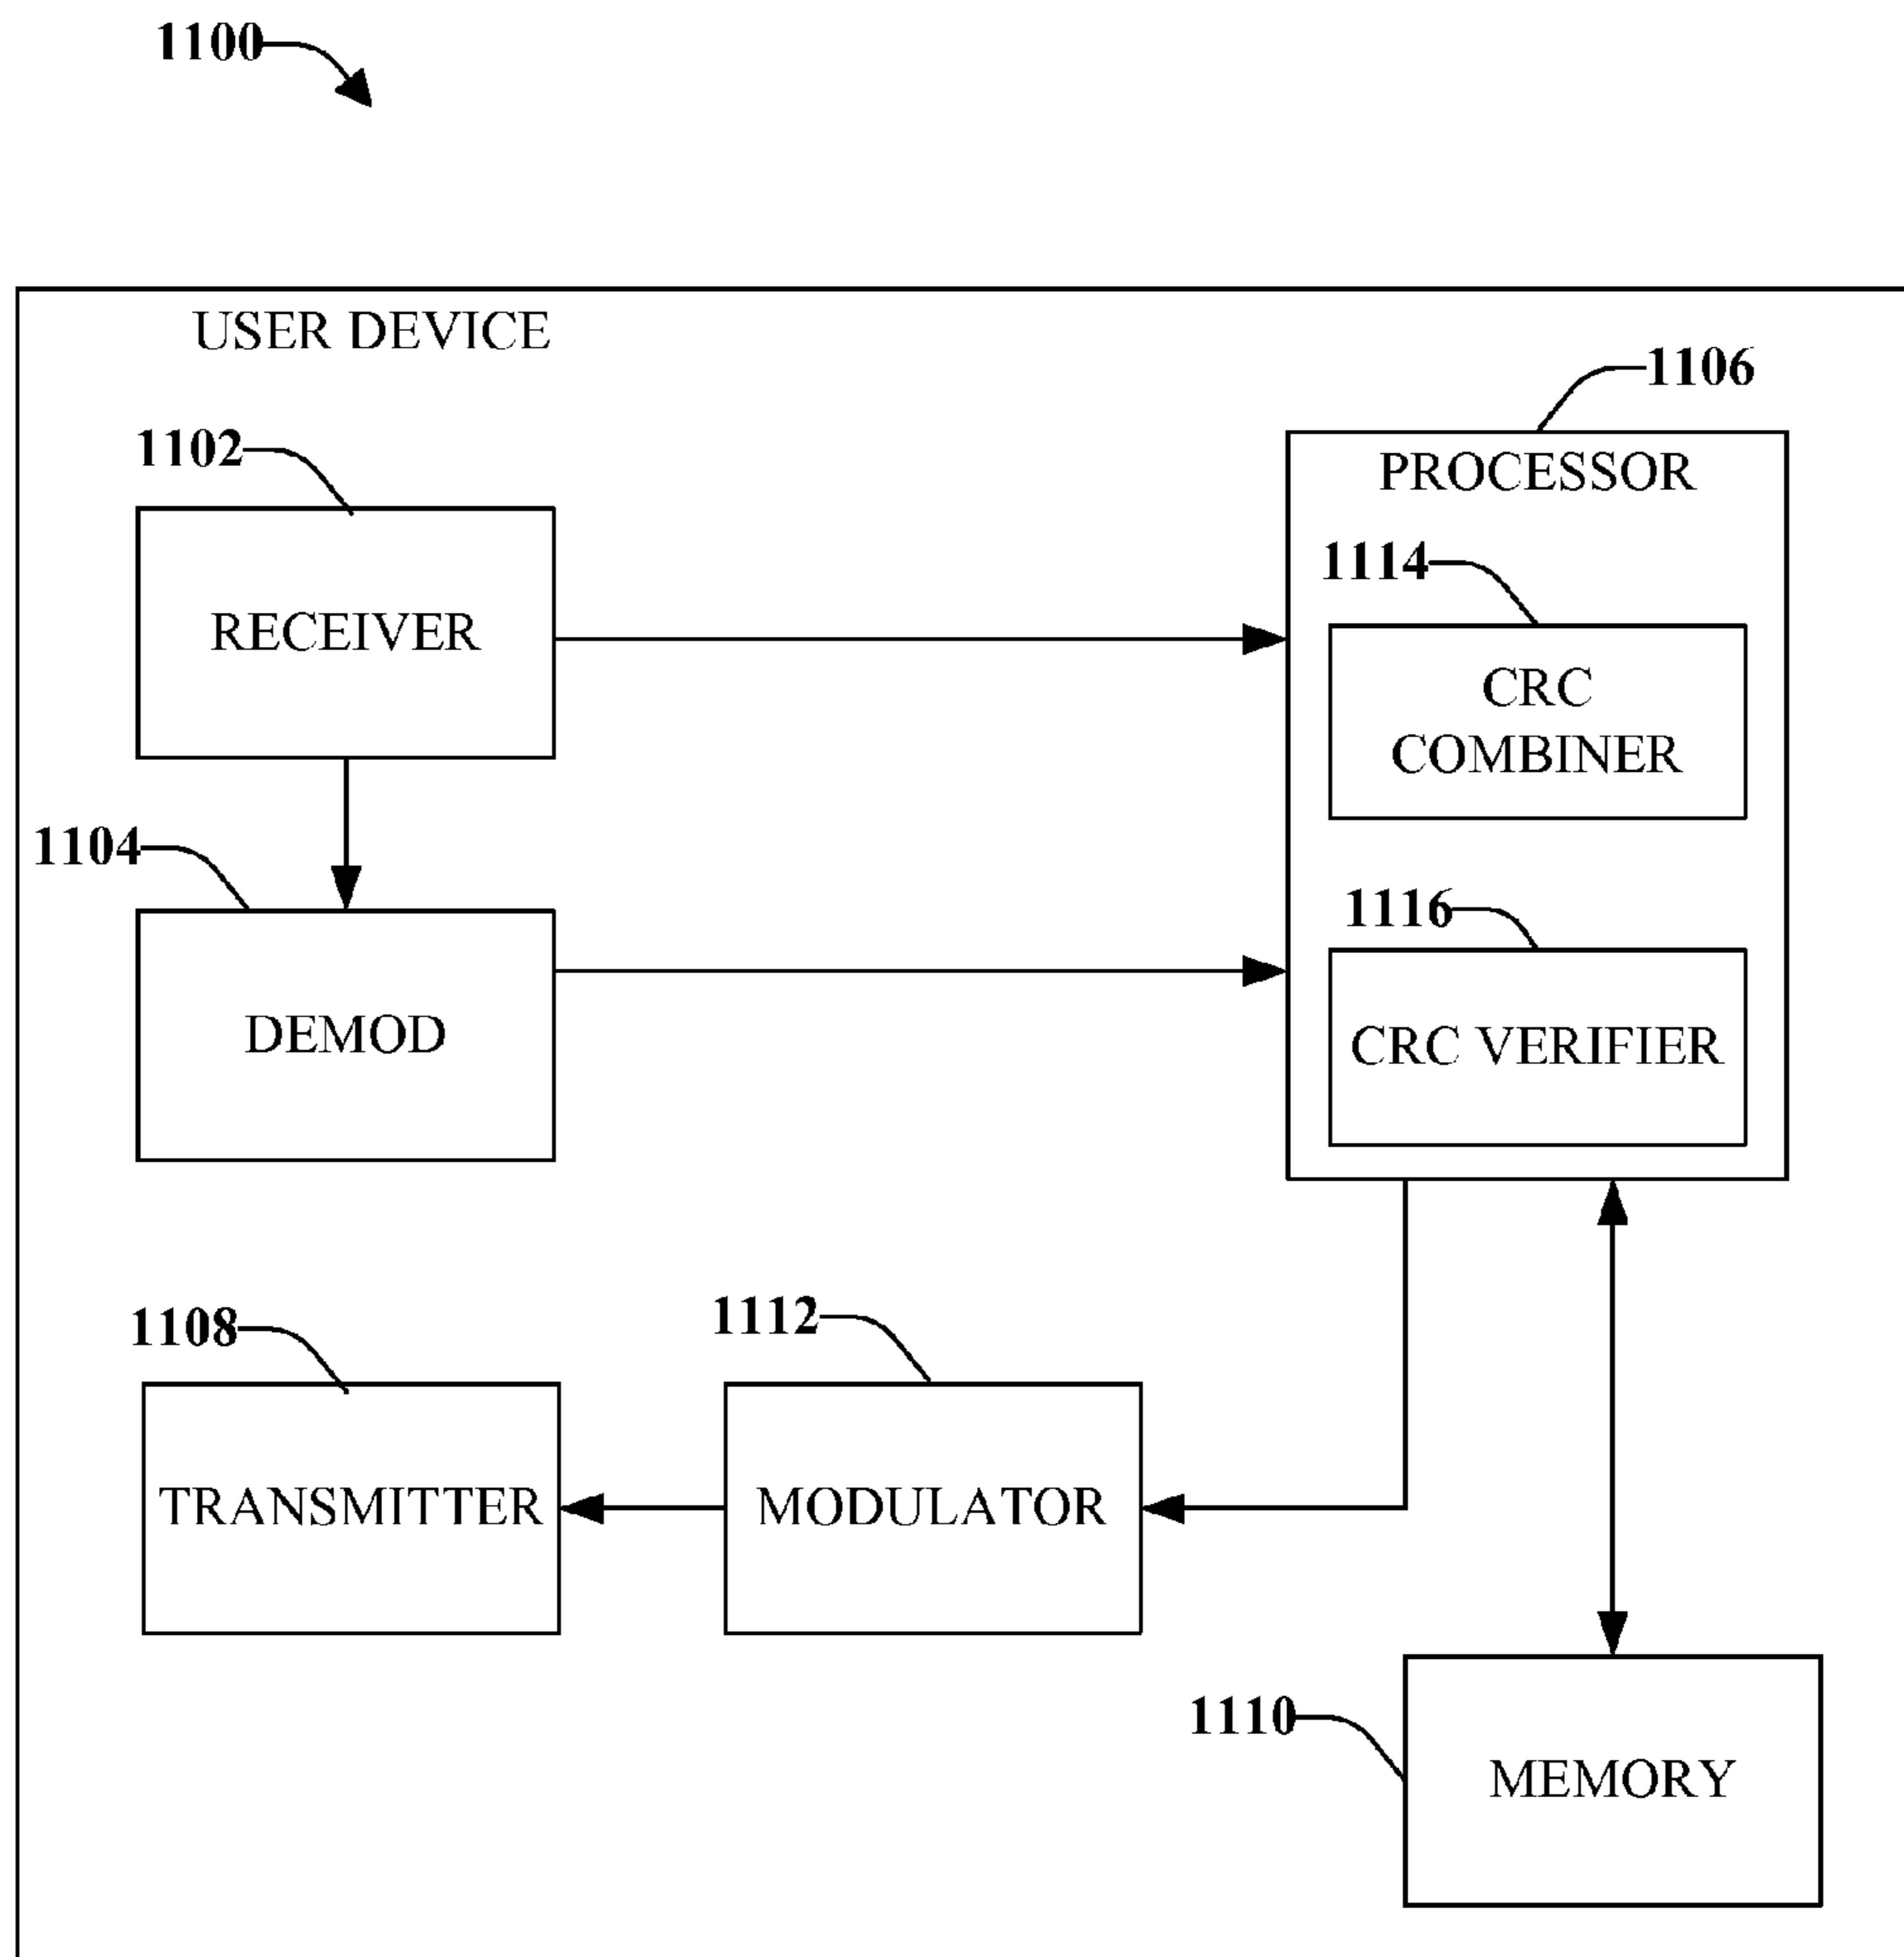 1100
USER DEVICE
1106
PROCESSOR
1102
RECEIVER
1114
CRC
COMBINER
1104
DEMOD
1116
CRC VERIFIER
1108
TRANSMITTER
1112
MODULATOR
1110
MEMORY